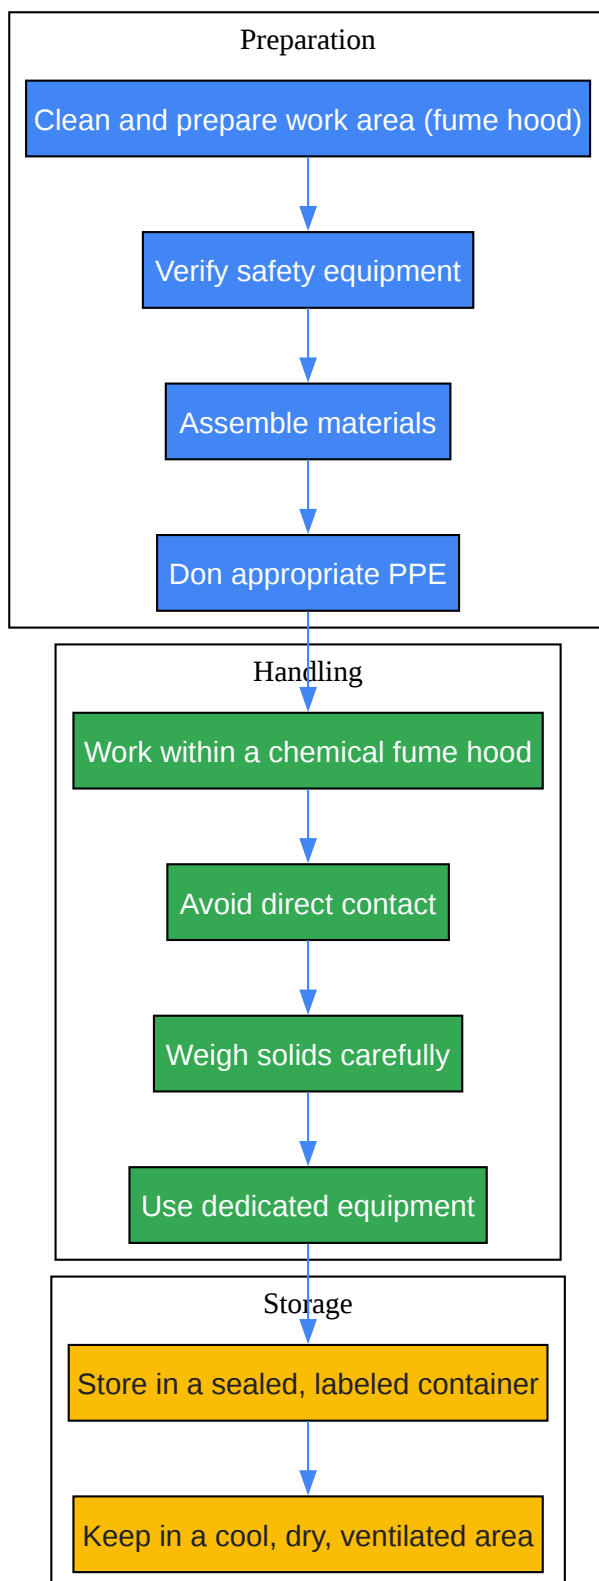 Preparation
Clean and prepare work area (fume hood)
Verify safety equipment
Assemble materials
Don appropriate PPE
Handling
Work within a chemical fume hood
Avoid direct contact
Weigh solids carefully
Use dedicated equipment
Storage
Store in a sealed, labeled container
Keep in a cool, dry, ventilated area